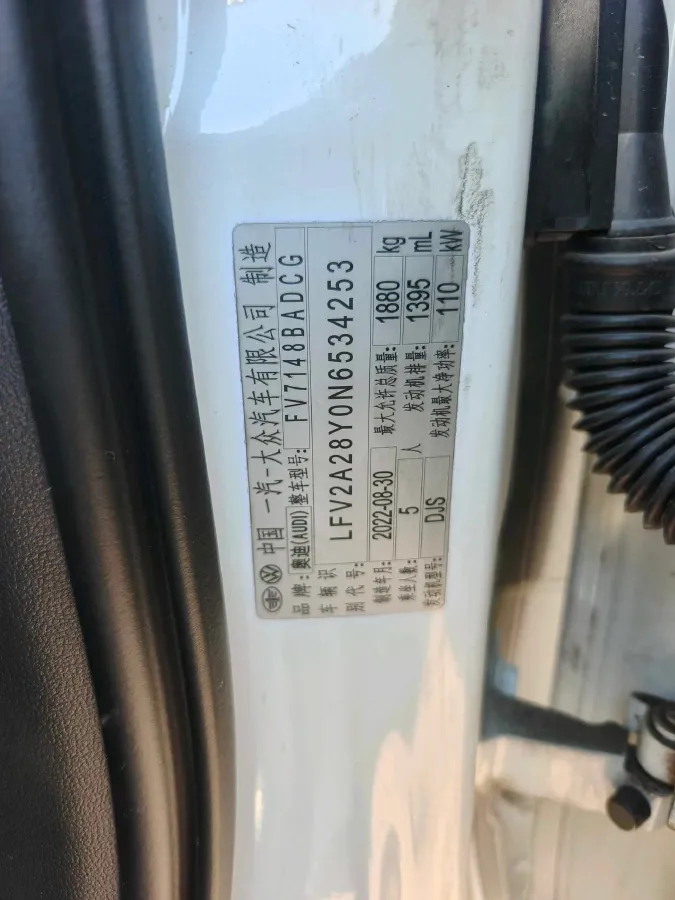 中国 一汽-大众汽车有限公司 制造
品牌: 奥迪(AUDI) 整车型号: FV7148BADCG
车辆识别代号: LFV2A28Y0N6534253
制造年月: 2022-08-30 最大允许总质量: 1880 kg
乘坐人数: 5 人 发动机排量: 1395 mL
发动机型号: DJS 发动机最大净功率: 110 kW